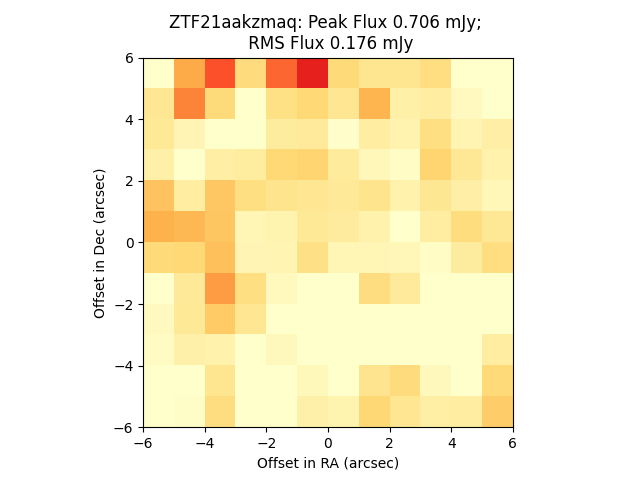 ZTF21aakzmaq: Peak Flux 0.706 mJy;
RMS Flux 0.176 mJy
6
4
2
0
−2
−4
−6
Offset in Dec (arcsec)
−6 −4 −2 0 2 4 6
Offset in RA (arcsec)